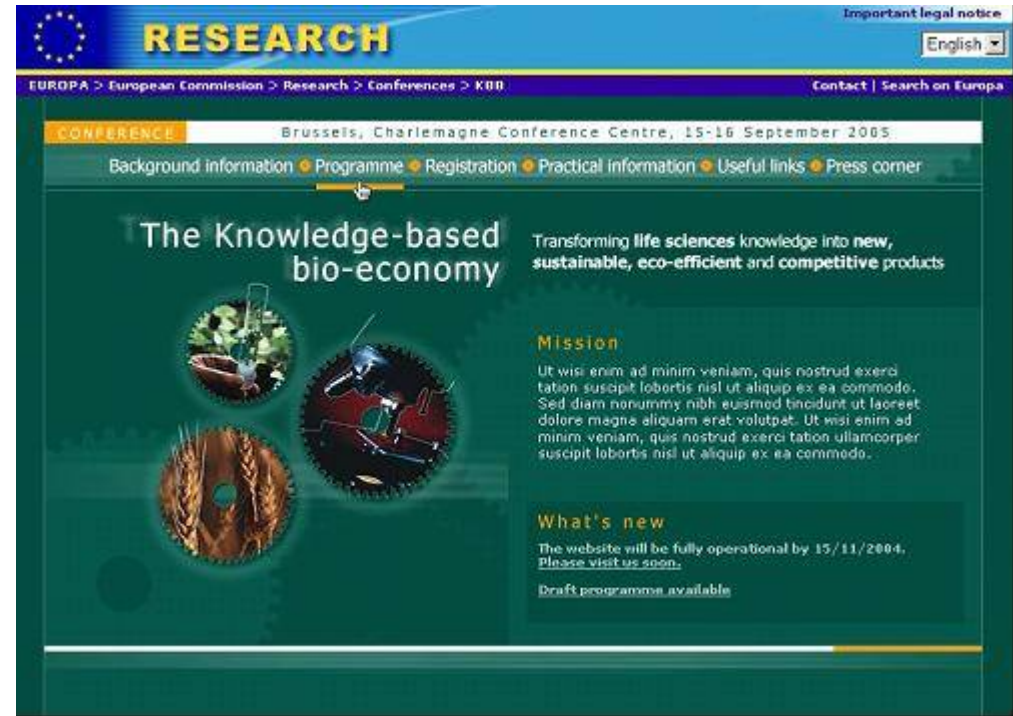 Important legal notice
RESEARCH
English
EUROPA > European Commission > Research > Conferences > KBB
Contact | Search on Europa
CONFERENCE
Brussels, Charlemagne Conference Centre, 15-16 September 2005
Background information Programme Registration Practical information Useful links Press corner
The Knowledge-based
bio-economy
Transforming life sciences knowledge into new,
sustainable, eco-efficient and competitive products
Mission
Ut wisi enim ad minim veniam, quis nostrud exerci
tation suscipit lobortis nisl ut aliquip ex ea commodo.
Sed diam nonummy nibh euismod tincidunt ut laoreet
dolore magna aliquam erat volutpat. Ut wisi enim ad
minim veniam, quis nostrud exerci tation ullamcorper
suscipit lobortis nisl ut aliquip ex ea commodo.
What's new
The website will be fully operational by 15/11/2004.
Please visit us soon.
Draft programme available